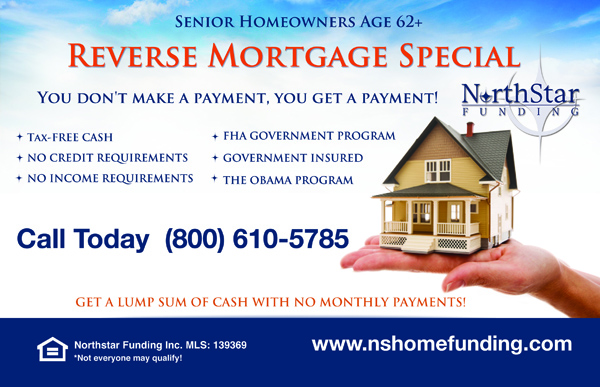 Senior Homeowners Age 62+
Reverse Mortgage Special
You don't make a payment, you get a payment!
NorthStar
FUNDING
TAX-FREE CASH
NO CREDIT REQUIREMENTS
NO INCOME REQUIREMENTS
FHA GOVERNMENT PROGRAM
GOVERNMENT INSURED
THE OBAMA PROGRAM
Call Today (800) 610-5785
GET A LUMP SUM OF CASH WITH NO MONTHLY PAYMENTS!
Northstar Funding Inc. MLS: 139369
*Not everyone may qualify!
www.nshomefunding.com